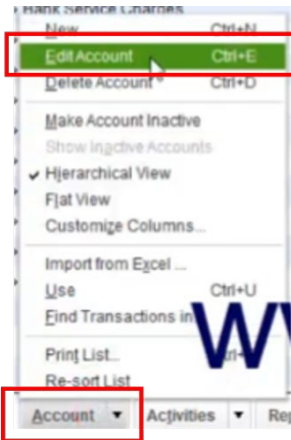 Bank Service Charges
New Ctrl+N
Edit Account Ctrl+E
Delete Account Ctrl+D
Make Account Inactive
Show Inactive Accounts
Hierarchical View
Flat View
Customize Columns...
Import from Excel ...
Use Ctrl+U
Find Transactions in
Print List...
Re-sort List
Account Activities